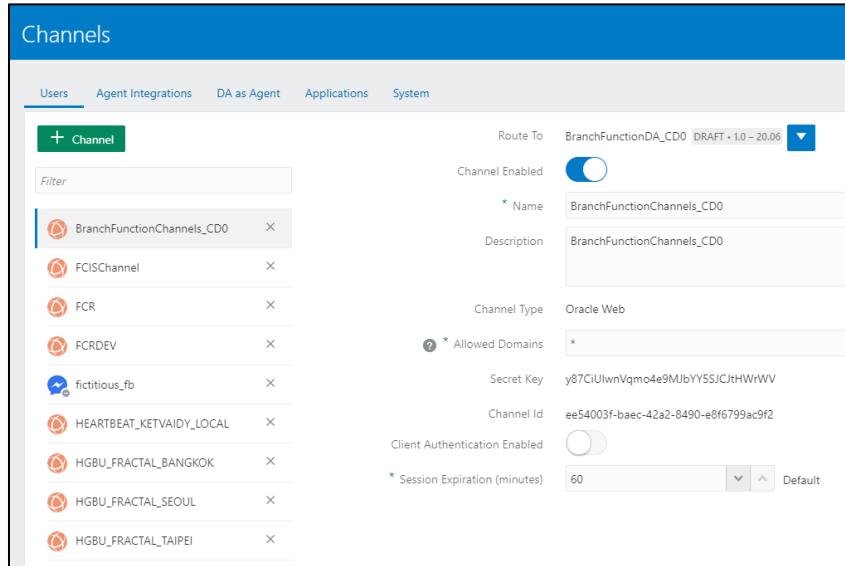 Channels
Users Agent Integrations DA as Agent Applications System
+ Channel
Filter
BranchFunctionChannels_CD0
FCISChannel
FCR
FCRDEV
fictitious_fb
HEARTBEAT_KETVAIDY_LOCAL
HGBU_FRACTAL_BANGKOK
HGBU_FRACTAL_SEOUL
HGBU_FRACTAL_TAIPEI
Route To BranchFunctionDA_CD0 DRAFT • 1.0 – 20.06
Channel Enabled
* Name BranchFunctionChannels_CD0
Description BranchFunctionChannels_CD0
Channel Type Oracle Web
* Allowed Domains *
Secret Key y87CiUlwnVqmo4e9MJbYY5SJCJtHWrWV
Channel Id ee54003f-baec-42a2-8490-e8f6799ac9f2
Client Authentication Enabled
* Session Expiration (minutes) 60 Default